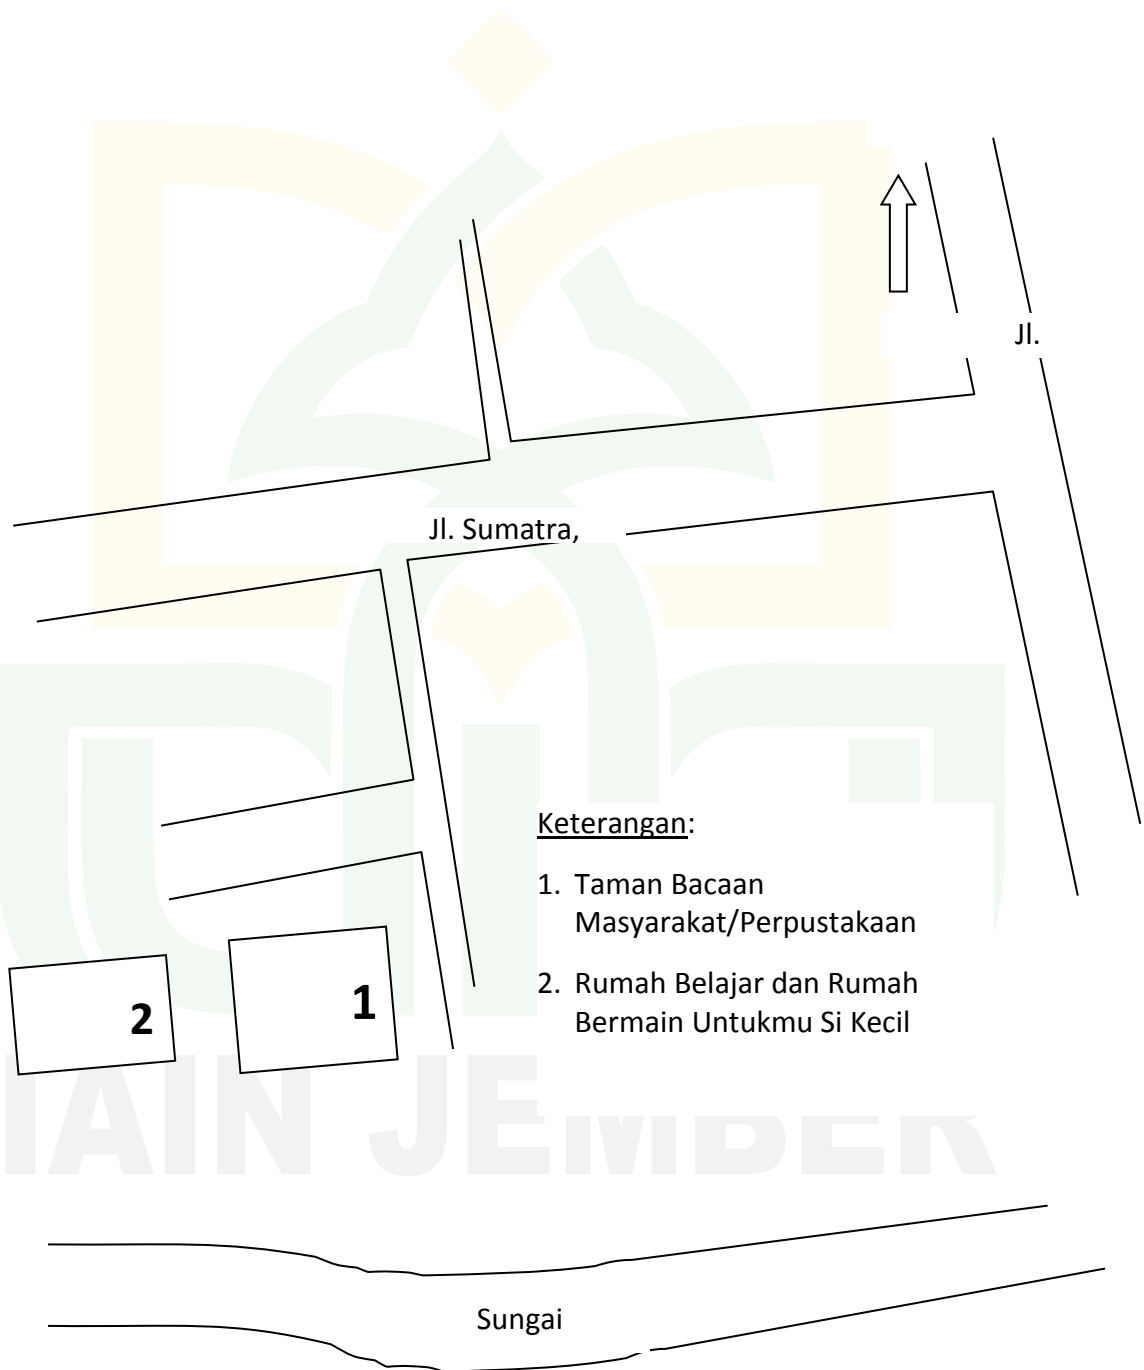 Jl.
Jl. Sumatra,
Keterangan:
1. Taman Bacaan
Masyarakat/Perpustakaan
2. Rumah Belajar dan Rumah
Bermain Untukmu Si Kecil
2
1
IAIN JEMBER
Sungai